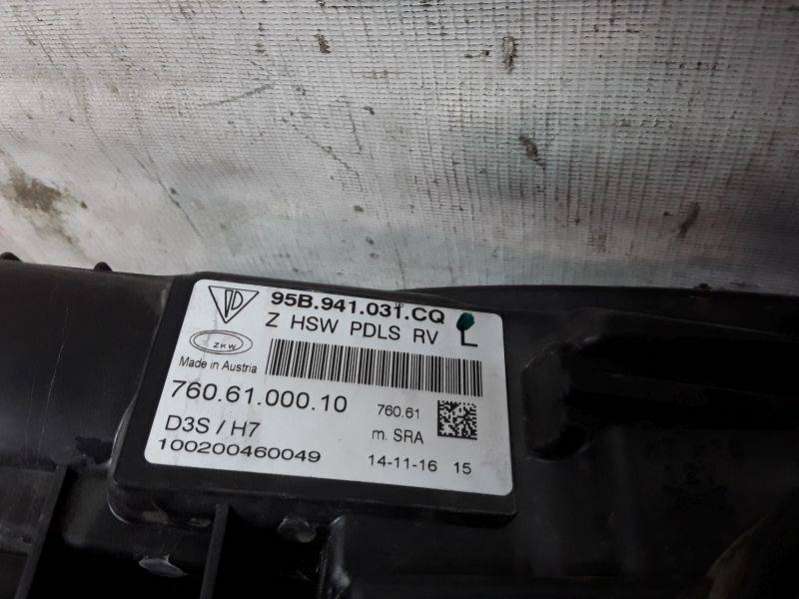 95B.941.031.CQ
Z HSW PDLS RV L
ZKW
Made in Austria
760.61.000.10
760.61
D3S / H7
m. SRA
100200460049
14-11-16 15